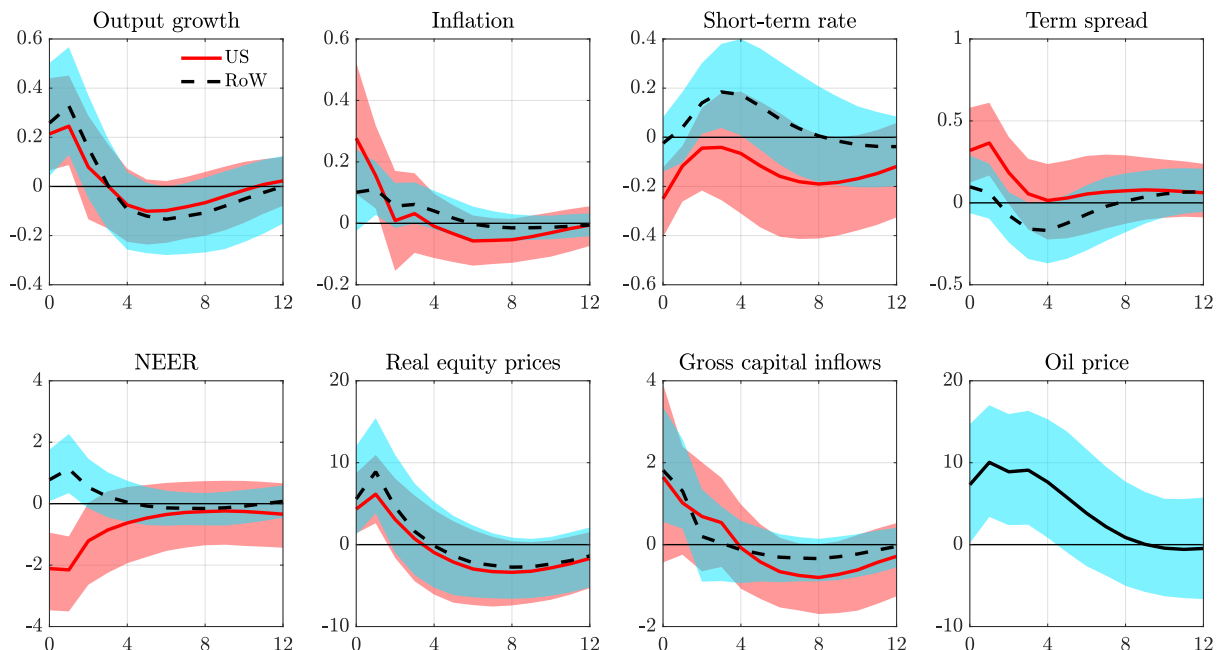 Output growth Inflation Short-term rate Term spread
0.6 0.6 0.4 1
US
RoW
0.4 0.4 0.2 0.5
0.2 0 
0.2 -0.2 0
0 0
-0.2 -0.4
-0.4 -0.2 -0.6 -0.5
0 4 8 12 0 4 8 12 0 4 8 12 0 4 8 12
NEER Real equity prices Gross capital inflows Oil price
4 20 4 20
2 10 2 10
0
-2 0 0 0
-4 -10 -2 -10
0 4 8 12 0 4 8 12 0 4 8 12 0 4 8 12